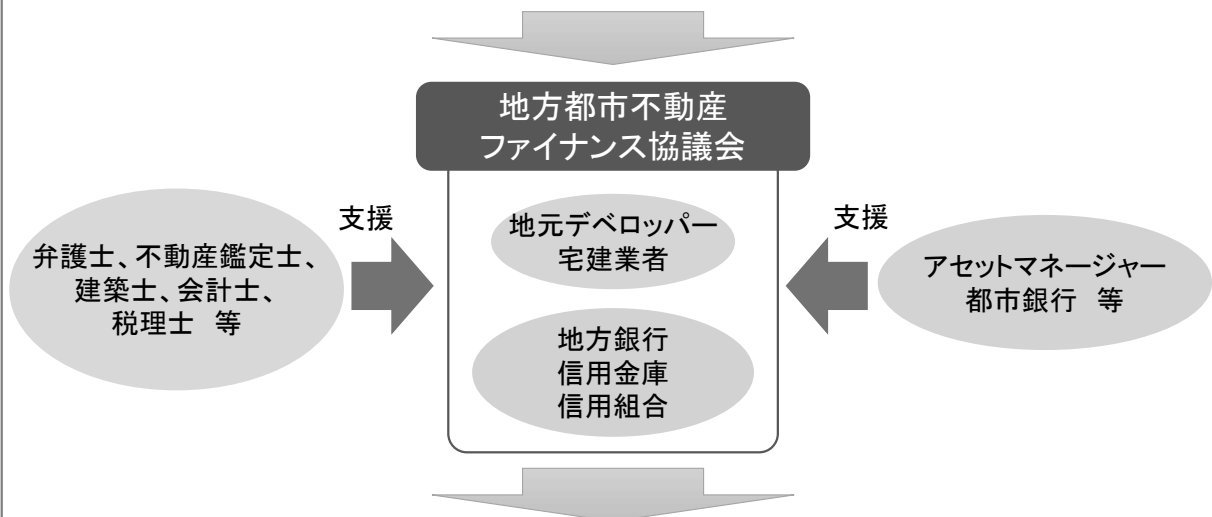 地方都市不動産
ファイナンス協議会
支援
弁護士、不動産鑑定士、
建築士、会計士、
税理士　等
地元デベロッパー
宅建業者
地方銀行
信用金庫
信用組合
支援
アセットマネージャー
都市銀行　等